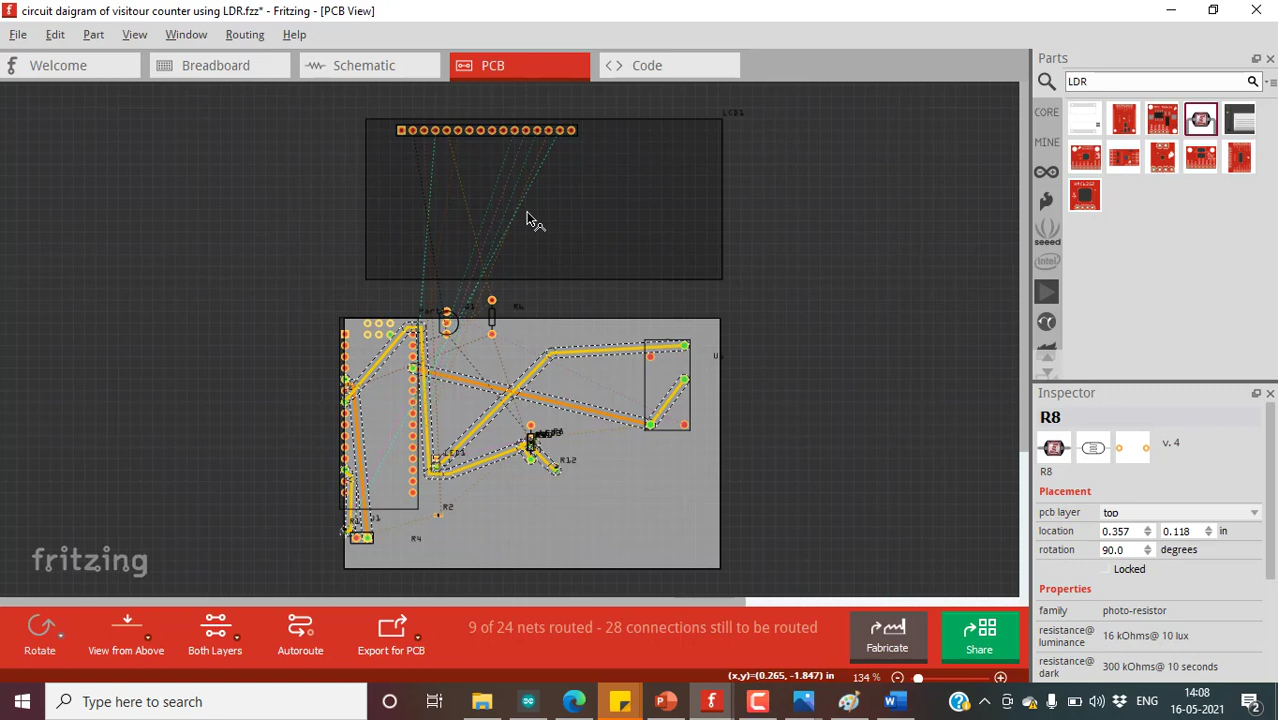 circuit daigram of visitour counter using LDR.fzz* - Fritzing - [PCB View]
File Edit Part View Window Routing Help
Welcome
Breadboard
Schematic
PCB
Code
Parts
LDR
CORE
MINE
seeed
intel
LCD1
R6
LED1
R12
R2
R4
fritzing
Inspector
R8
v. 4
R8
Placement
pcb layer top
location 0.357 0.118 in
rotation 90.0 degrees
Locked
Properties
family photo-resistor
resistance@ luminance 16 kOhms@ 10 lux
resistance@ dark 300 kOhms@ 10 seconds
Rotate
View from Above
Both Layers
Autoroute
Export for PCB
9 of 24 nets routed - 28 connections still to be routed
Fabricate
Share
(x,y)=(0.265, -1.847) in
134 %
Type here to search
ENG
14:08
16-05-2021
2